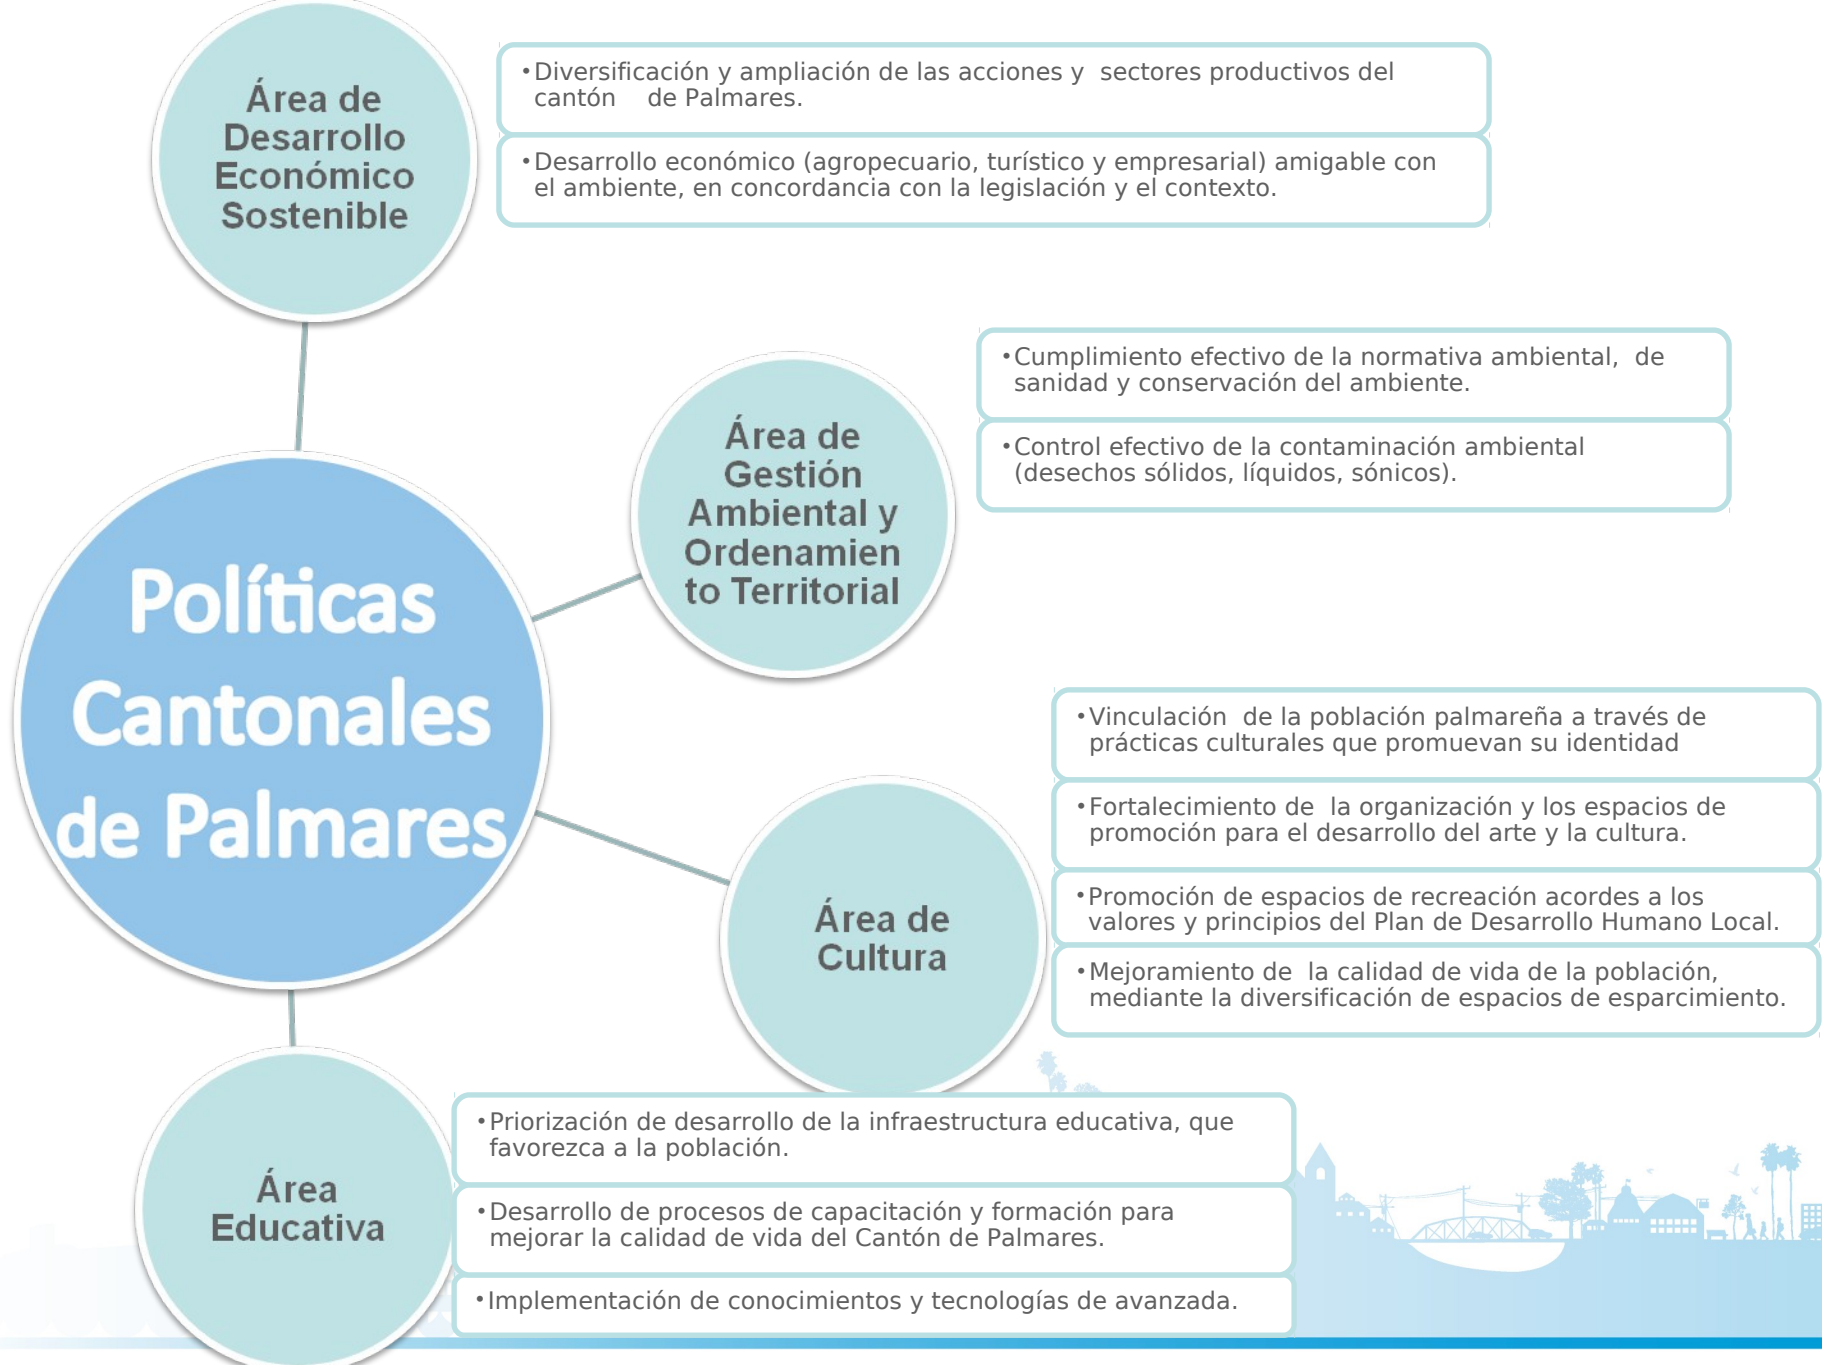 Área de
Desarrollo
Económico
Sostenible
•Diversificación y ampliación de las acciones y sectores productivos del
cantón de Palmares.
•Desarrollo económico (agropecuario, turístico y empresarial) amigable con
el ambiente, en concordancia con la legislación y el contexto.
Área de
Gestión
Ambiental y
Ordenamien
to Territorial
•Cumplimiento efectivo de la normativa ambiental, de
sanidad y conservación del ambiente.
•Control efectivo de la contaminación ambiental
(desechos sólidos, líquidos, sónicos).
Políticas
Cantonales
de Palmares
Área de
Cultura
•Vinculación de la población palmareña a través de
prácticas culturales que promuevan su identidad
•Fortalecimiento de la organización y los espacios de
promoción para el desarrollo del arte y la cultura.
•Promoción de espacios de recreación acordes a los
valores y principios del Plan de Desarrollo Humano Local.
•Mejoramiento de la calidad de vida de la población,
mediante la diversificación de espacios de esparcimiento.
Área
Educativa
•Priorización de desarrollo de la infraestructura educativa, que
favorezca a la población.
•Desarrollo de procesos de capacitación y formación para
mejorar la calidad de vida del Cantón de Palmares.
•Implementación de conocimientos y tecnologías de avanzada.